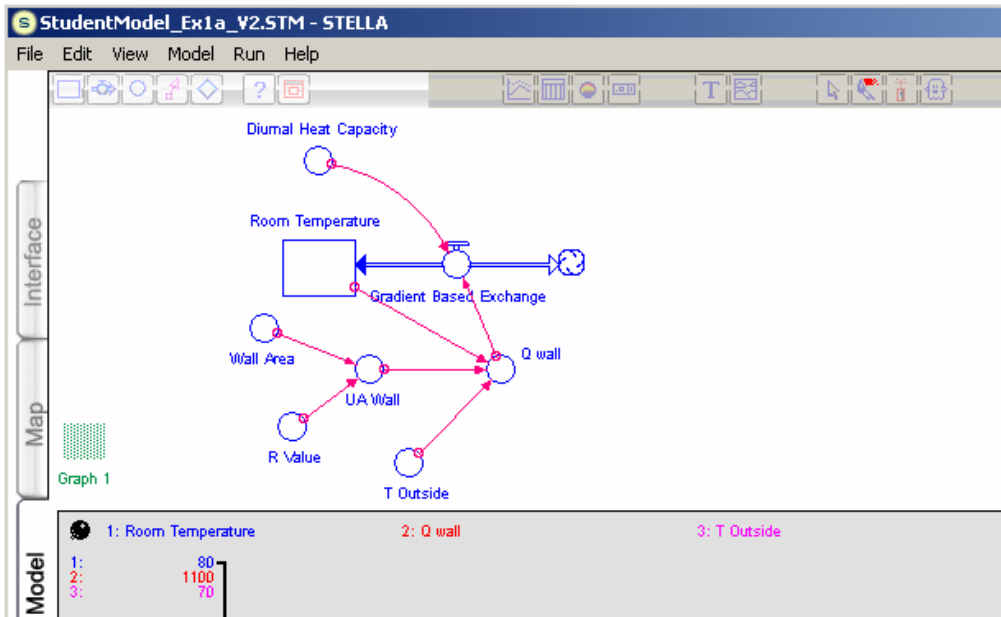 StudentModel_Ex1a_V2.STM - STELLA
File Edit View Model Run Help
Diurnal Heat Capacity
Room Temperature
Gradient Based Exchange
Wall Area
Q wall
UA Wall
R Value
T Outside
Graph 1
Interface
Map
Model
1: Room Temperature 2: Q wall 3: T Outside
1: 80
2: 1100
3: 70